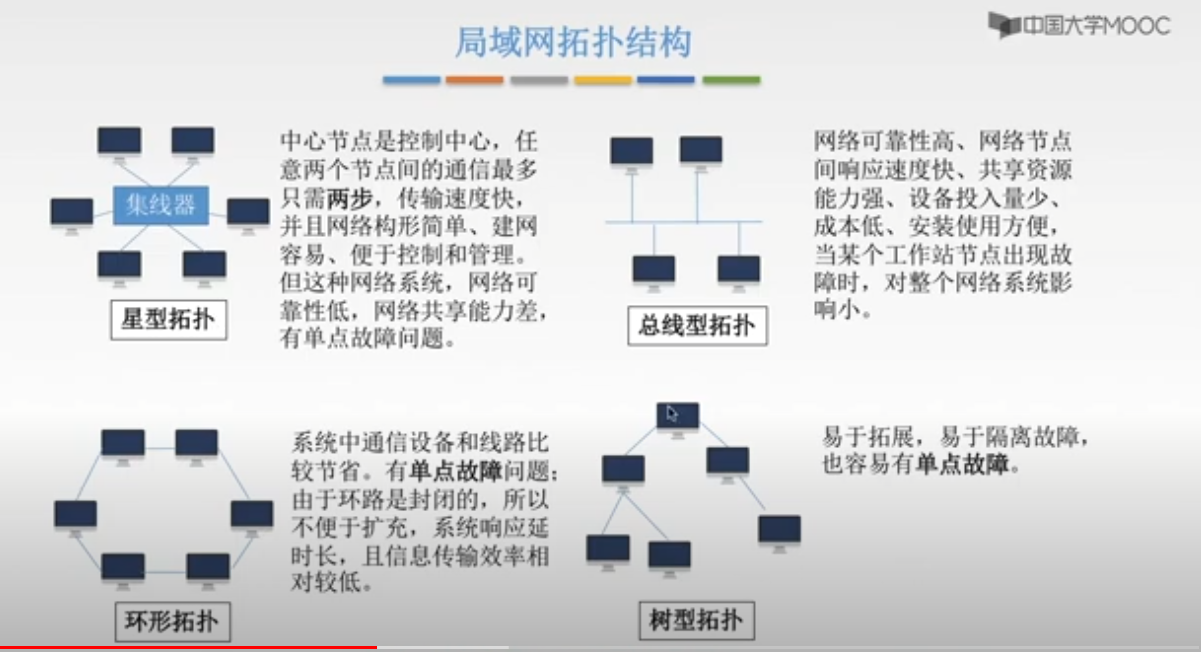 局域网拓扑结构
中国大学MOOC
集线器
星型拓扑
中心节点是控制中心，任
意两个节点间的通信最多
只需两步，传输速度快，
并且网络构形简单、建网
容易、便于控制和管理。
但这种网络系统，网络可
靠性低，网络共享能力差，
有单点故障问题。
总线型拓扑
网络可靠性高、网络节点
间响应速度快、共享资源
能力强、设备投入量少、
成本低、安装使用方便，
当某个工作站节点出现故
障时，对整个网络系统影
响小。
环形拓扑
系统中通信设备和线路比
较节省。有单点故障问题；
由于环路是封闭的，所以
不便于扩充，系统响应延
时长，且信息传输效率相
对较低。
树型拓扑
易于拓展，易于隔离故障，
也容易有单点故障。